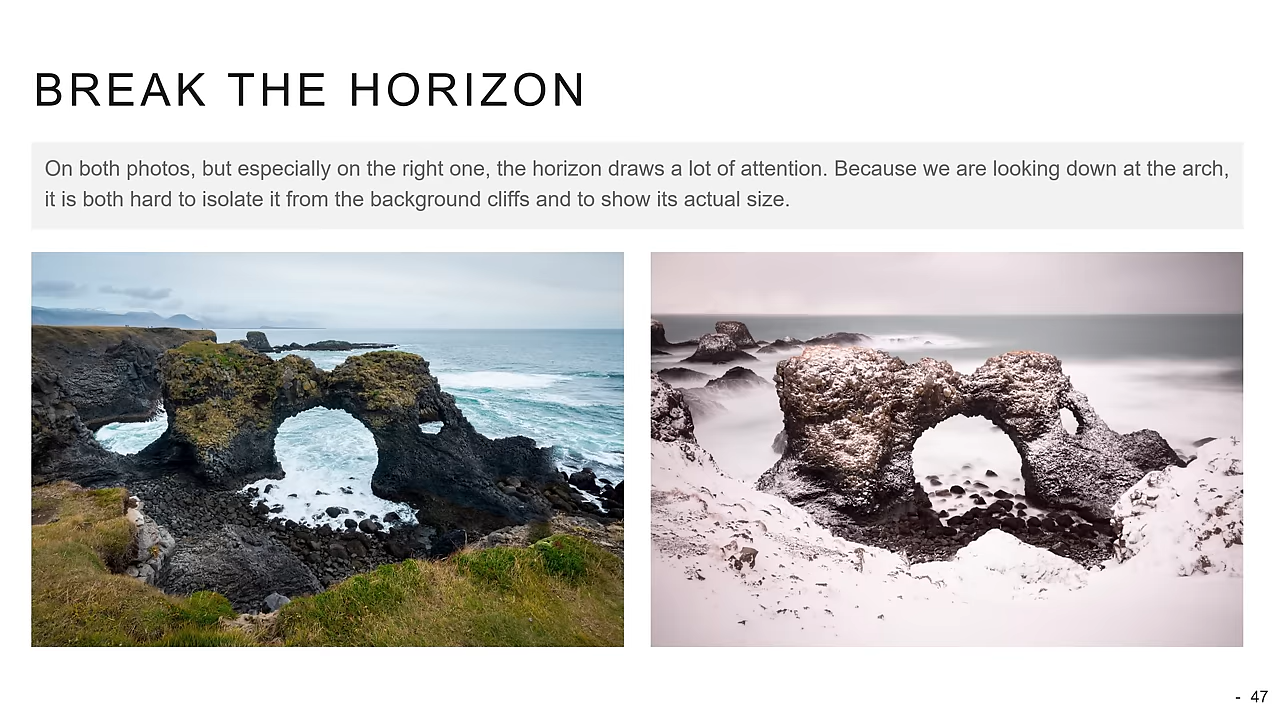 BREAK THE HORIZON
On both photos, but especially on the right one, the horizon draws a lot of attention. Because we are looking down at the arch,
it is both hard to isolate it from the background cliffs and to show its actual size.
- 47